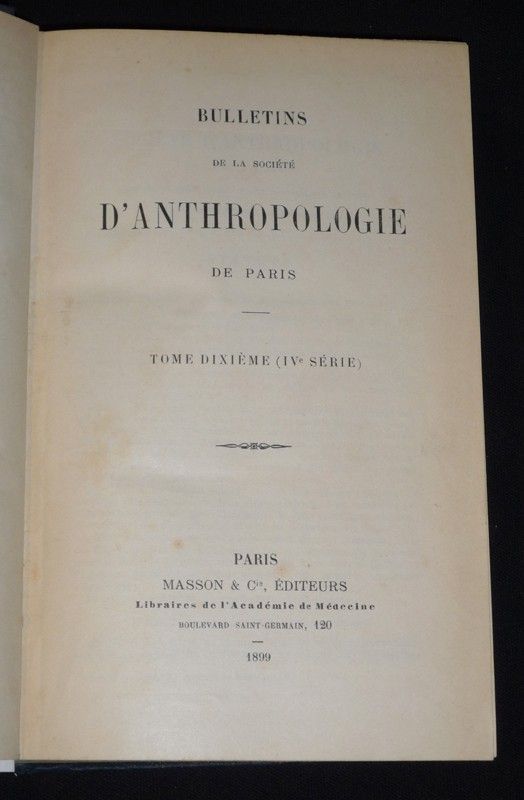 BULLETINS
DE LA SOCIÉTÉ
D'ANTHROPOLOGIE
DE PARIS
TOME DIXIÈME (IVe SÉRIE)
PARIS
MASSON & Cie, ÉDITEURS
Libraires de l'Académie de Médecine
BOULEVARD SAINT-GERMAIN, 120
1899